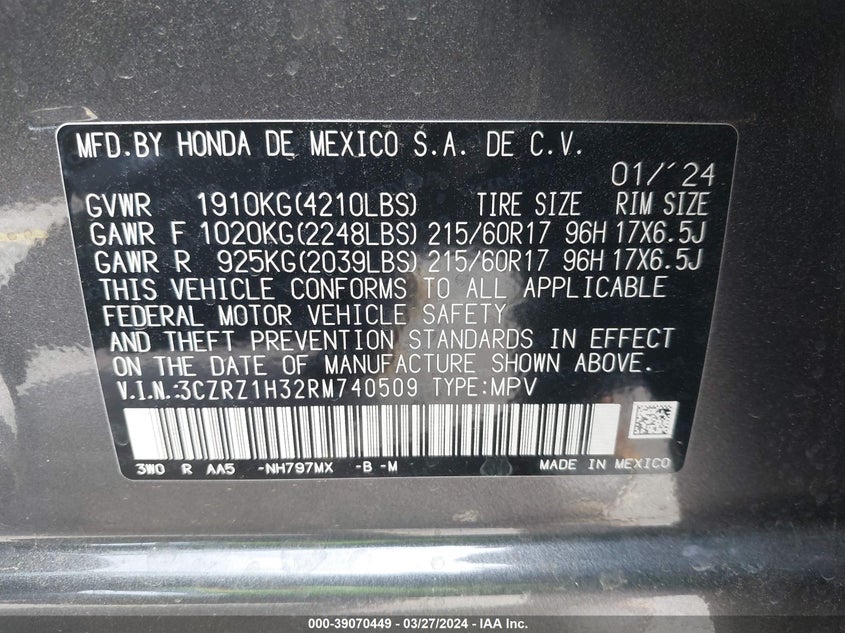 MFD.BY HONDA DE MEXICO S.A. DE C.V.
01/'24
GVWR 1910KG(4210LBS) TIRE SIZE RIM SIZE
GAWR F 1020KG(2248LBS) 215/60R17 96H 17X6.5J
GAWR R 925KG(2039LBS) 215/60R17 96H 17X6.5J
THIS VEHICLE CONFORMS TO ALL APPLICABLE
FEDERAL MOTOR VEHICLE SAFETY
AND THEFT PREVENTION STANDARDS IN EFFECT
ON THE DATE OF MANUFACTURE SHOWN ABOVE.
V.I.N.:3CZRZ1H32RM740509 TYPE:MPV
3W0 R AA5 -NH797MX -B -M MADE IN MEXICO
000-39070449 — 03/27/2024 — IAA Inc.